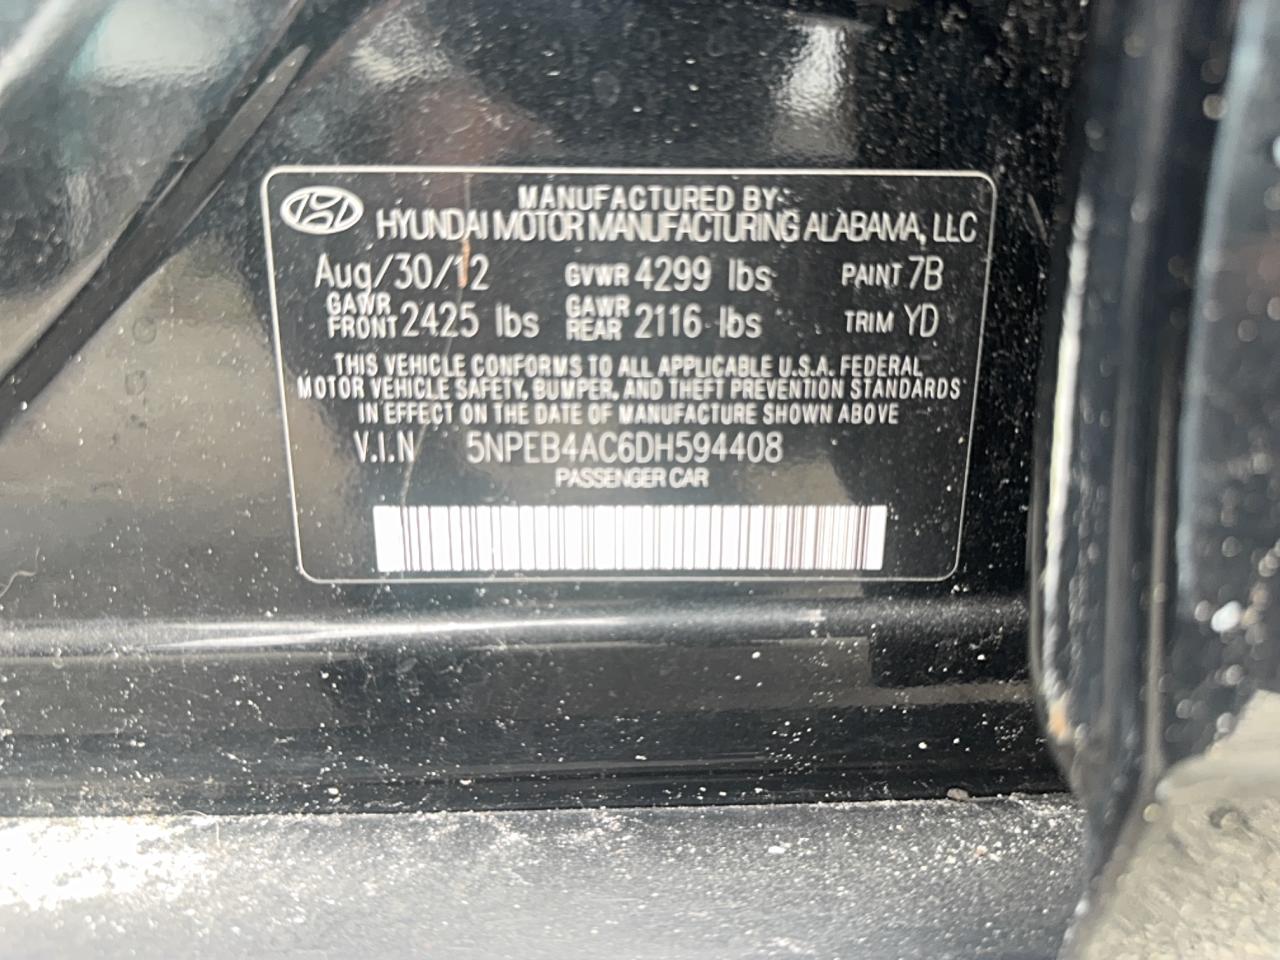 MANUFACTURED BY:
HYUNDAI MOTOR MANUFACTURING ALABAMA, LLC
Aug/30/12 GVWR 4299 lbs PAINT 7B
GAWR FRONT 2425 lbs GAWR REAR 2116 lbs TRIM YD
THIS VEHICLE CONFORMS TO ALL APPLICABLE U.S.A. FEDERAL
MOTOR VEHICLE SAFETY, BUMPER, AND THEFT PREVENTION STANDARDS
IN EFFECT ON THE DATE OF MANUFACTURE SHOWN ABOVE
V.I.N 5NPEB4AC6DH594408
PASSENGER CAR